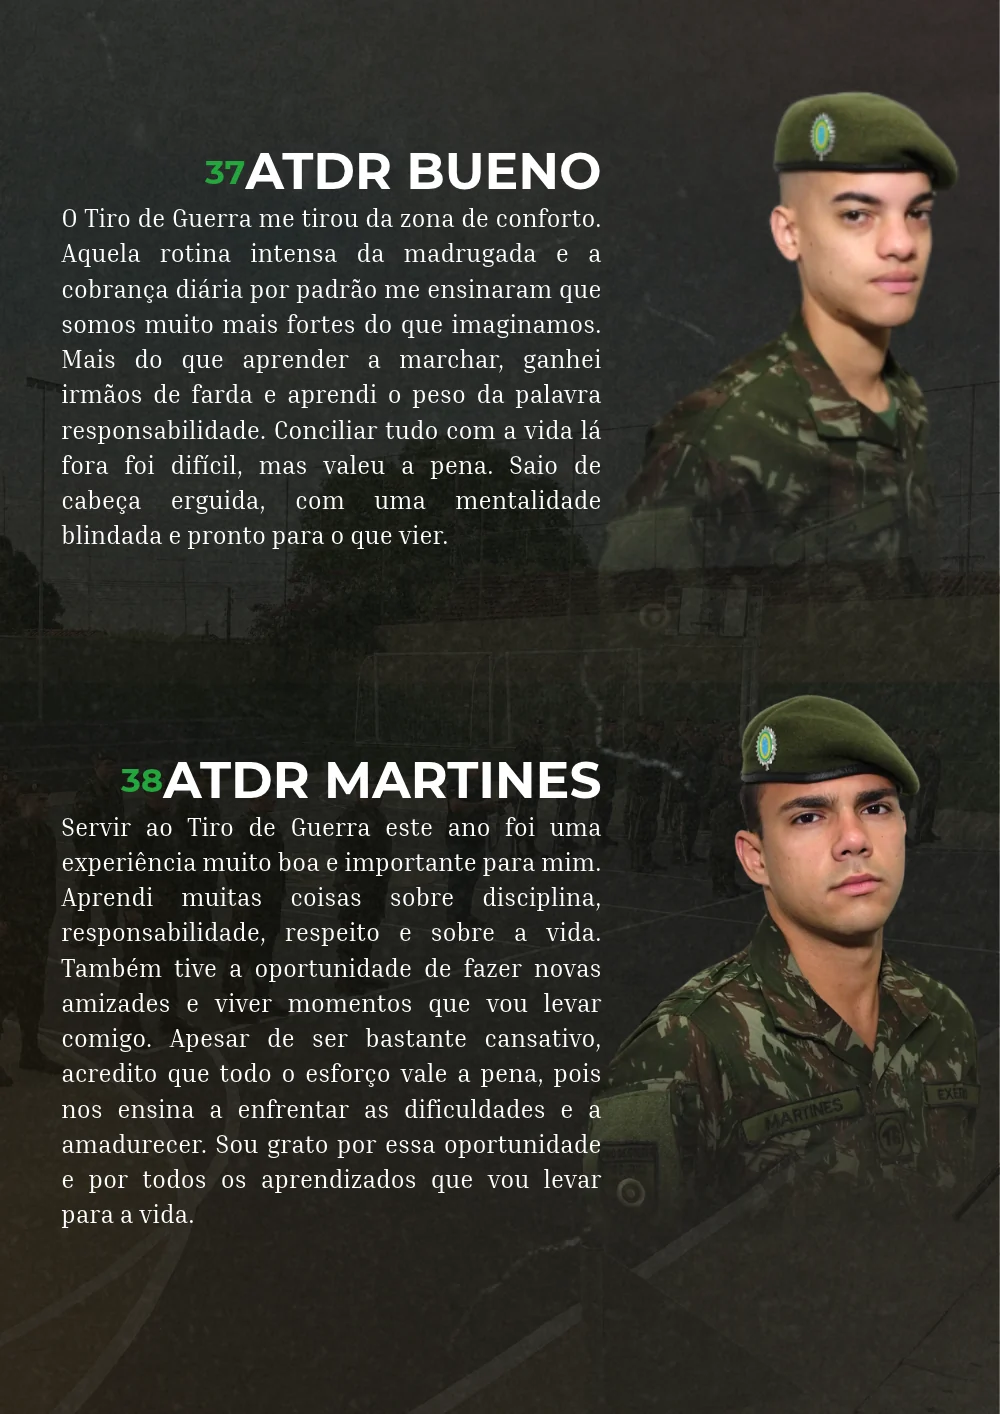 37ATDR BUENO
O Tiro de Guerra me tirou da zona de conforto.
Aquela rotina intensa da madrugada e a
cobrança diária por padrão me ensinaram que
somos muito mais fortes do que imaginamos.
Mais do que aprender a marchar, ganhei
irmãos de farda e aprendi o peso da palavra
responsabilidade. Conciliar tudo com a vida lá
fora foi difícil, mas valeu a pena. Saio de
cabeça erguida, com uma mentalidade
blindada e pronto para o que vier.
38ATDR MARTINES
Servir ao Tiro de Guerra este ano foi uma
experiência muito boa e importante para mim.
Aprendi muitas coisas sobre disciplina,
responsabilidade, respeito e sobre a vida.
Também tive a oportunidade de fazer novas
amizades e viver momentos que vou levar
comigo. Apesar de ser bastante cansativo,
acredito que todo o esforço vale a pena, pois
nos ensina a enfrentar as dificuldades e a
amadurecer. Sou grato por essa oportunidade
e por todos os aprendizados que vou levar
para a vida.
MARTINES